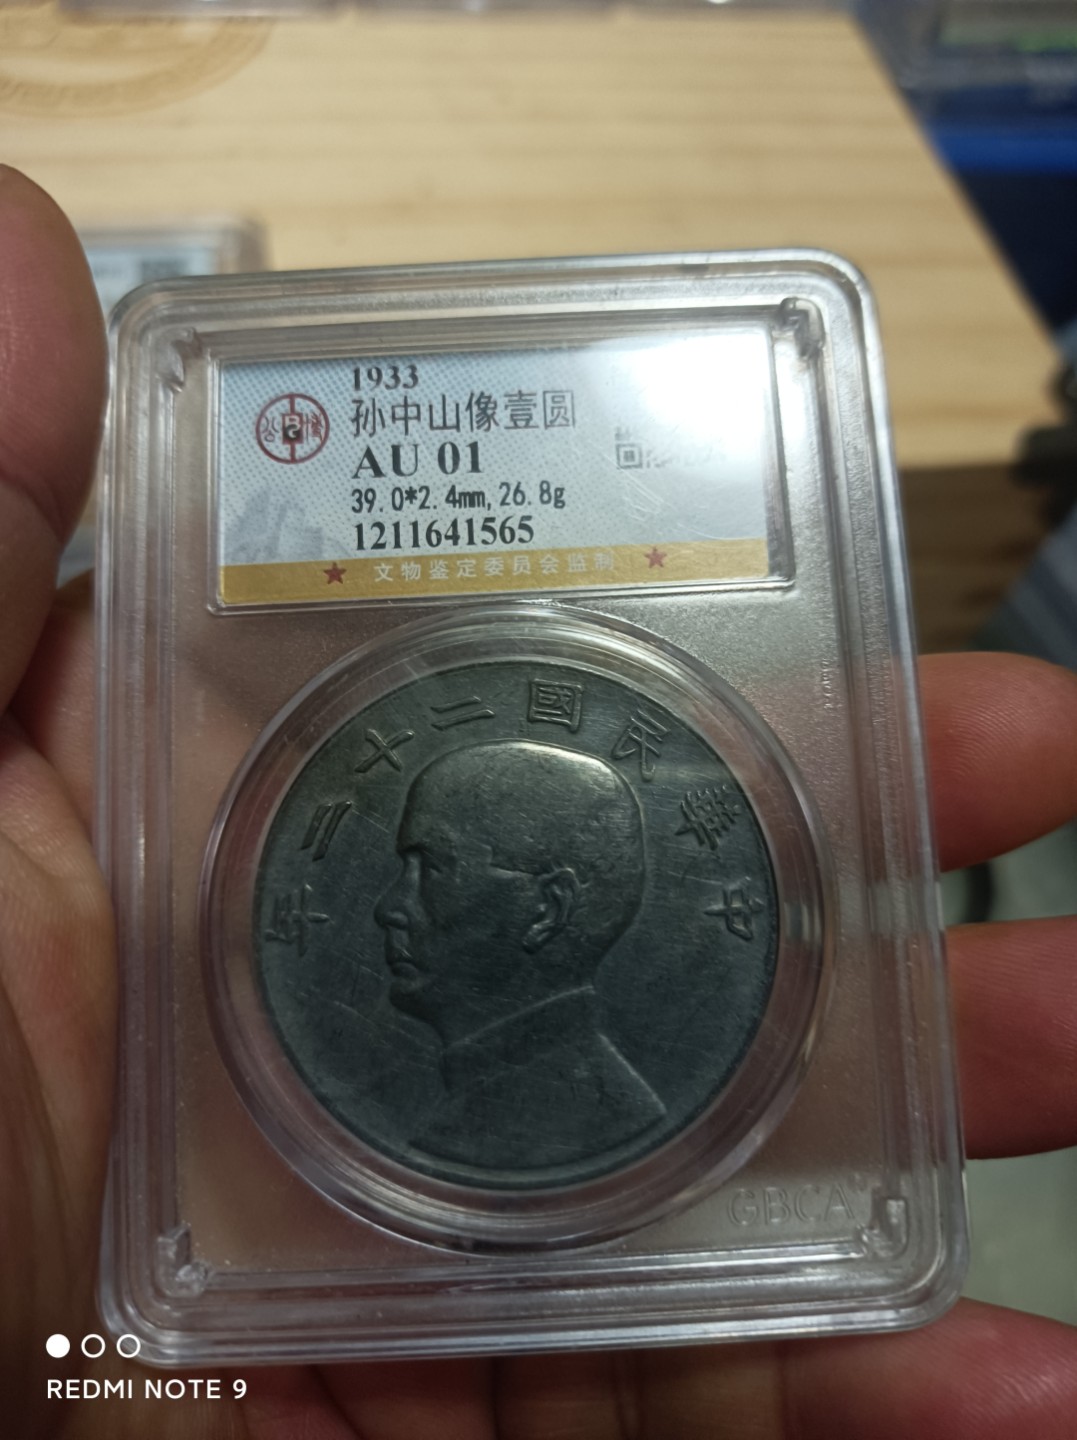 1933
孙中山像壹圆
AU 01
39.0*2.4mm, 26.8g
1211641565
文物鉴定委员会监制
年三十二國民華中
GBCA
REDMI NOTE 9